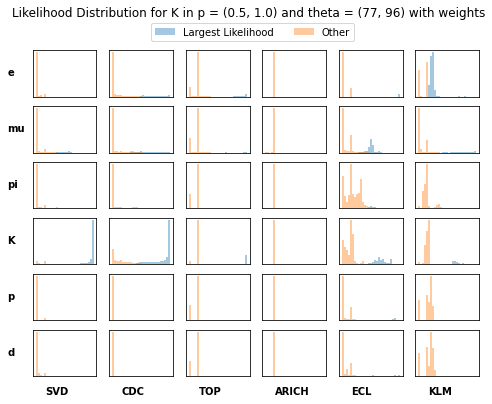 Likelihood Distribution for K in p = (0.5, 1.0) and theta = (77, 96) with weights
Largest Likelihood Other
e
mu
pi
K
p
d
SVD CDC TOP ARICH ECL KLM